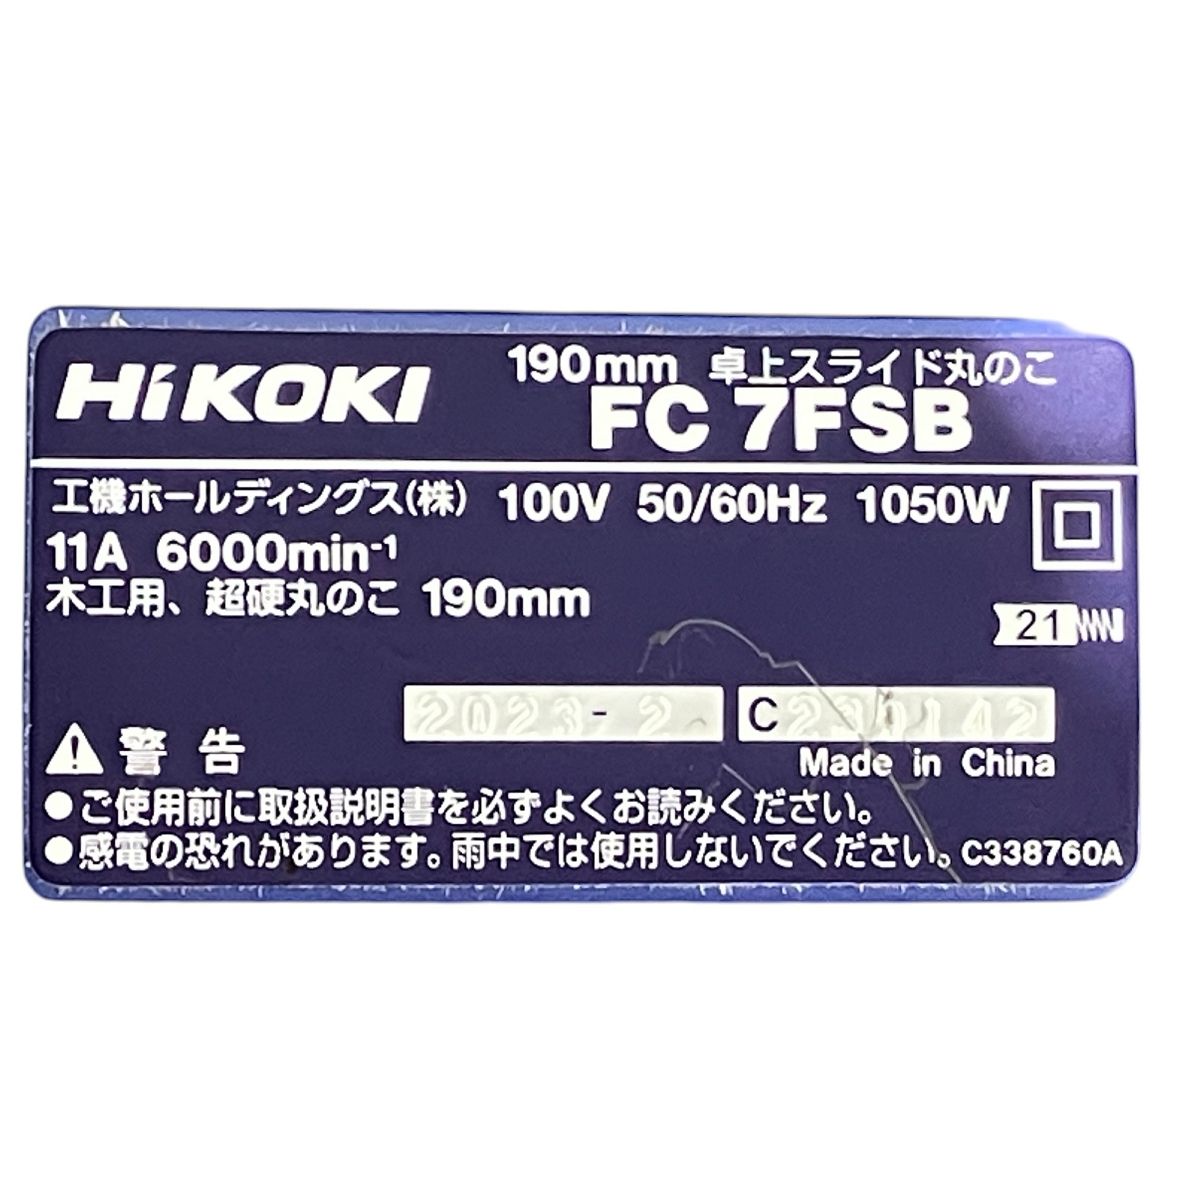 HiKOKI
190mm 卓上スライド丸のこ
FC 7FSB
工機ホールディングス(株) 100V 50/60Hz 1050W
11A 6000min⁻¹
木工用、超硬丸のこ 190mm
21
2023-2
C230142
Made in China
警告
●ご使用前に取扱説明書を必ずよくお読みください。
●感電の恐れがあります。雨中では使用しないでください。 C338760A